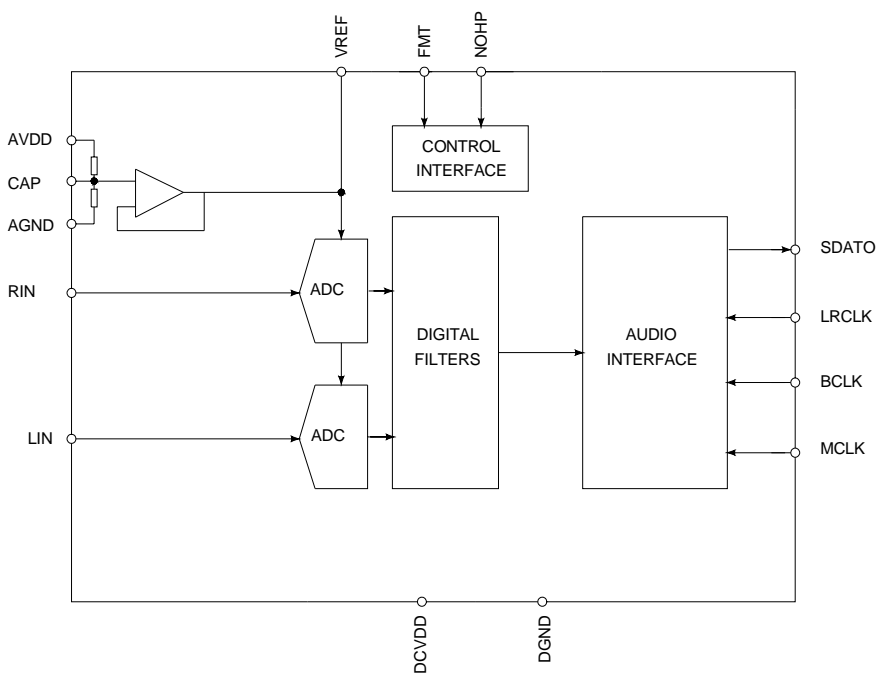 VREF
FMT
NOHP
AVDD
CAP
AGND
RIN
LIN
CONTROL
INTERFACE
ADC
ADC
DIGITAL
FILTERS
AUDIO
INTERFACE
SDATO
LRCLK
BCLK
MCLK
DCVDD
DGND